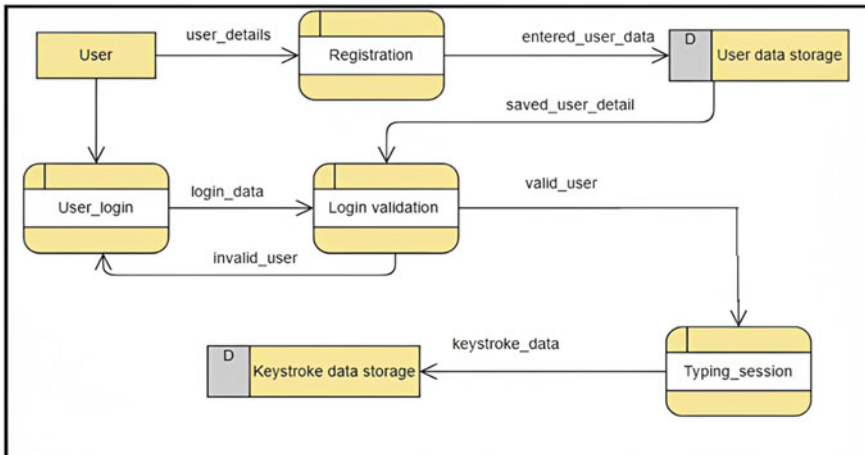 user_details
entered_user_data
D
User
Registration
User data storage
saved_user_detail
login_data
valid_user
User_login
Login validation
invalid_user
keystroke_data
D
Keystroke data storage
Typing_session